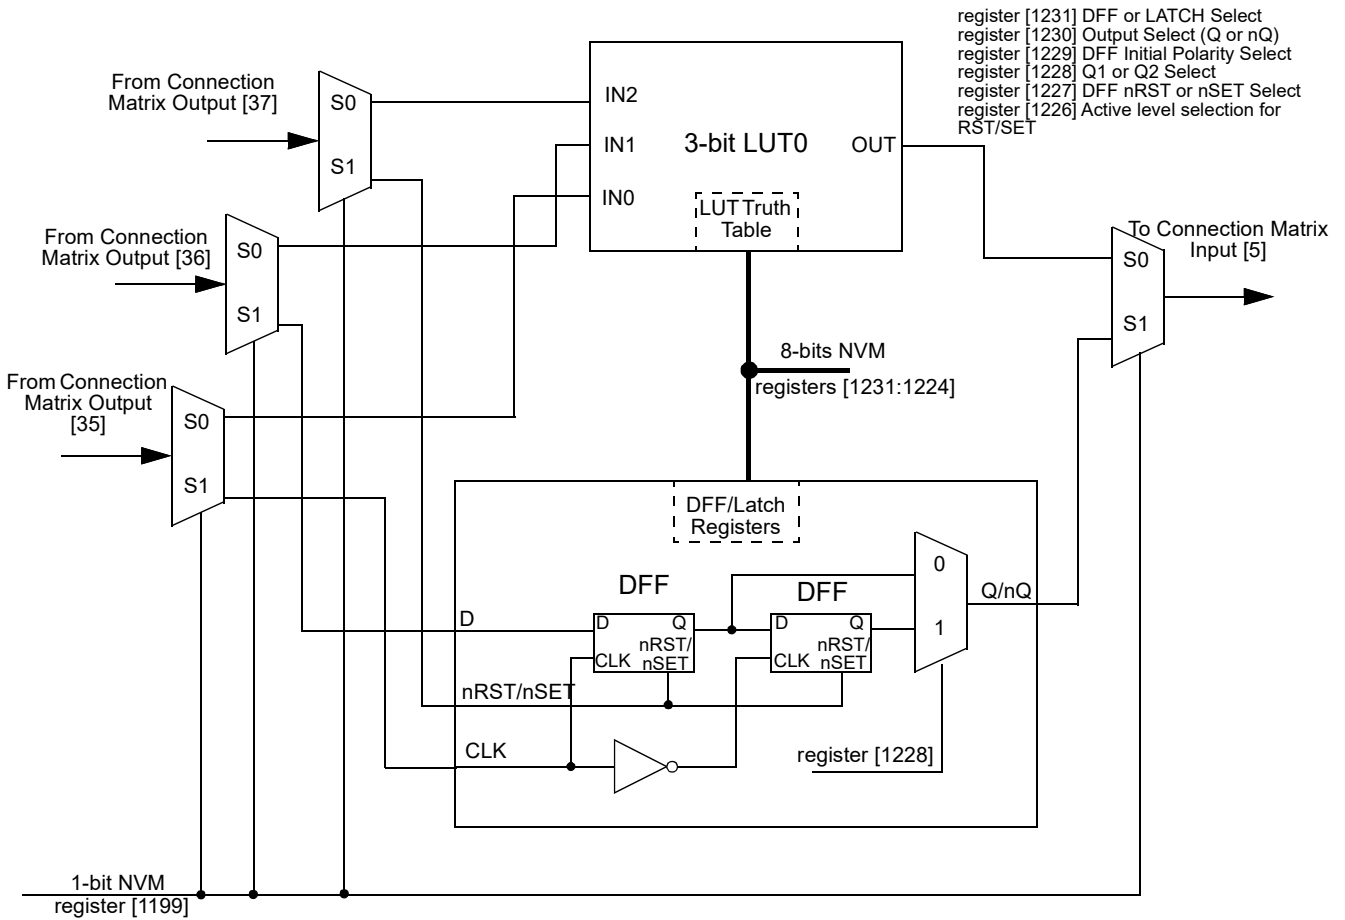 register [1231] DFF or LATCH Select
register [1230] Output Select (Q or nQ)
register [1229] DFF Initial Polarity Select
register [1228] Q1 or Q2 Select
register [1227] DFF nRST or nSET Select
register [1226] Active level selection for
RST/SET
From Connection
Matrix Output [37]
S0
S1
IN2
IN1
IN0
3-bit LUT0
OUT
LUT Truth
Table
From Connection
Matrix Output [36]
S0
S1
To Connection Matrix
Input [5]
S0
S1
8-bits NVM
registers [1231:1224]
From Connection
Matrix Output
[35]
S0
S1
DFF/Latch
Registers
DFF
DFF
0
1
Q/nQ
D
D
Q
nRST/
nSET
CLK
D
Q
nRST/
nSET
CLK
nRST/nSET
CLK
register [1228]
1-bit NVM
register [1199]